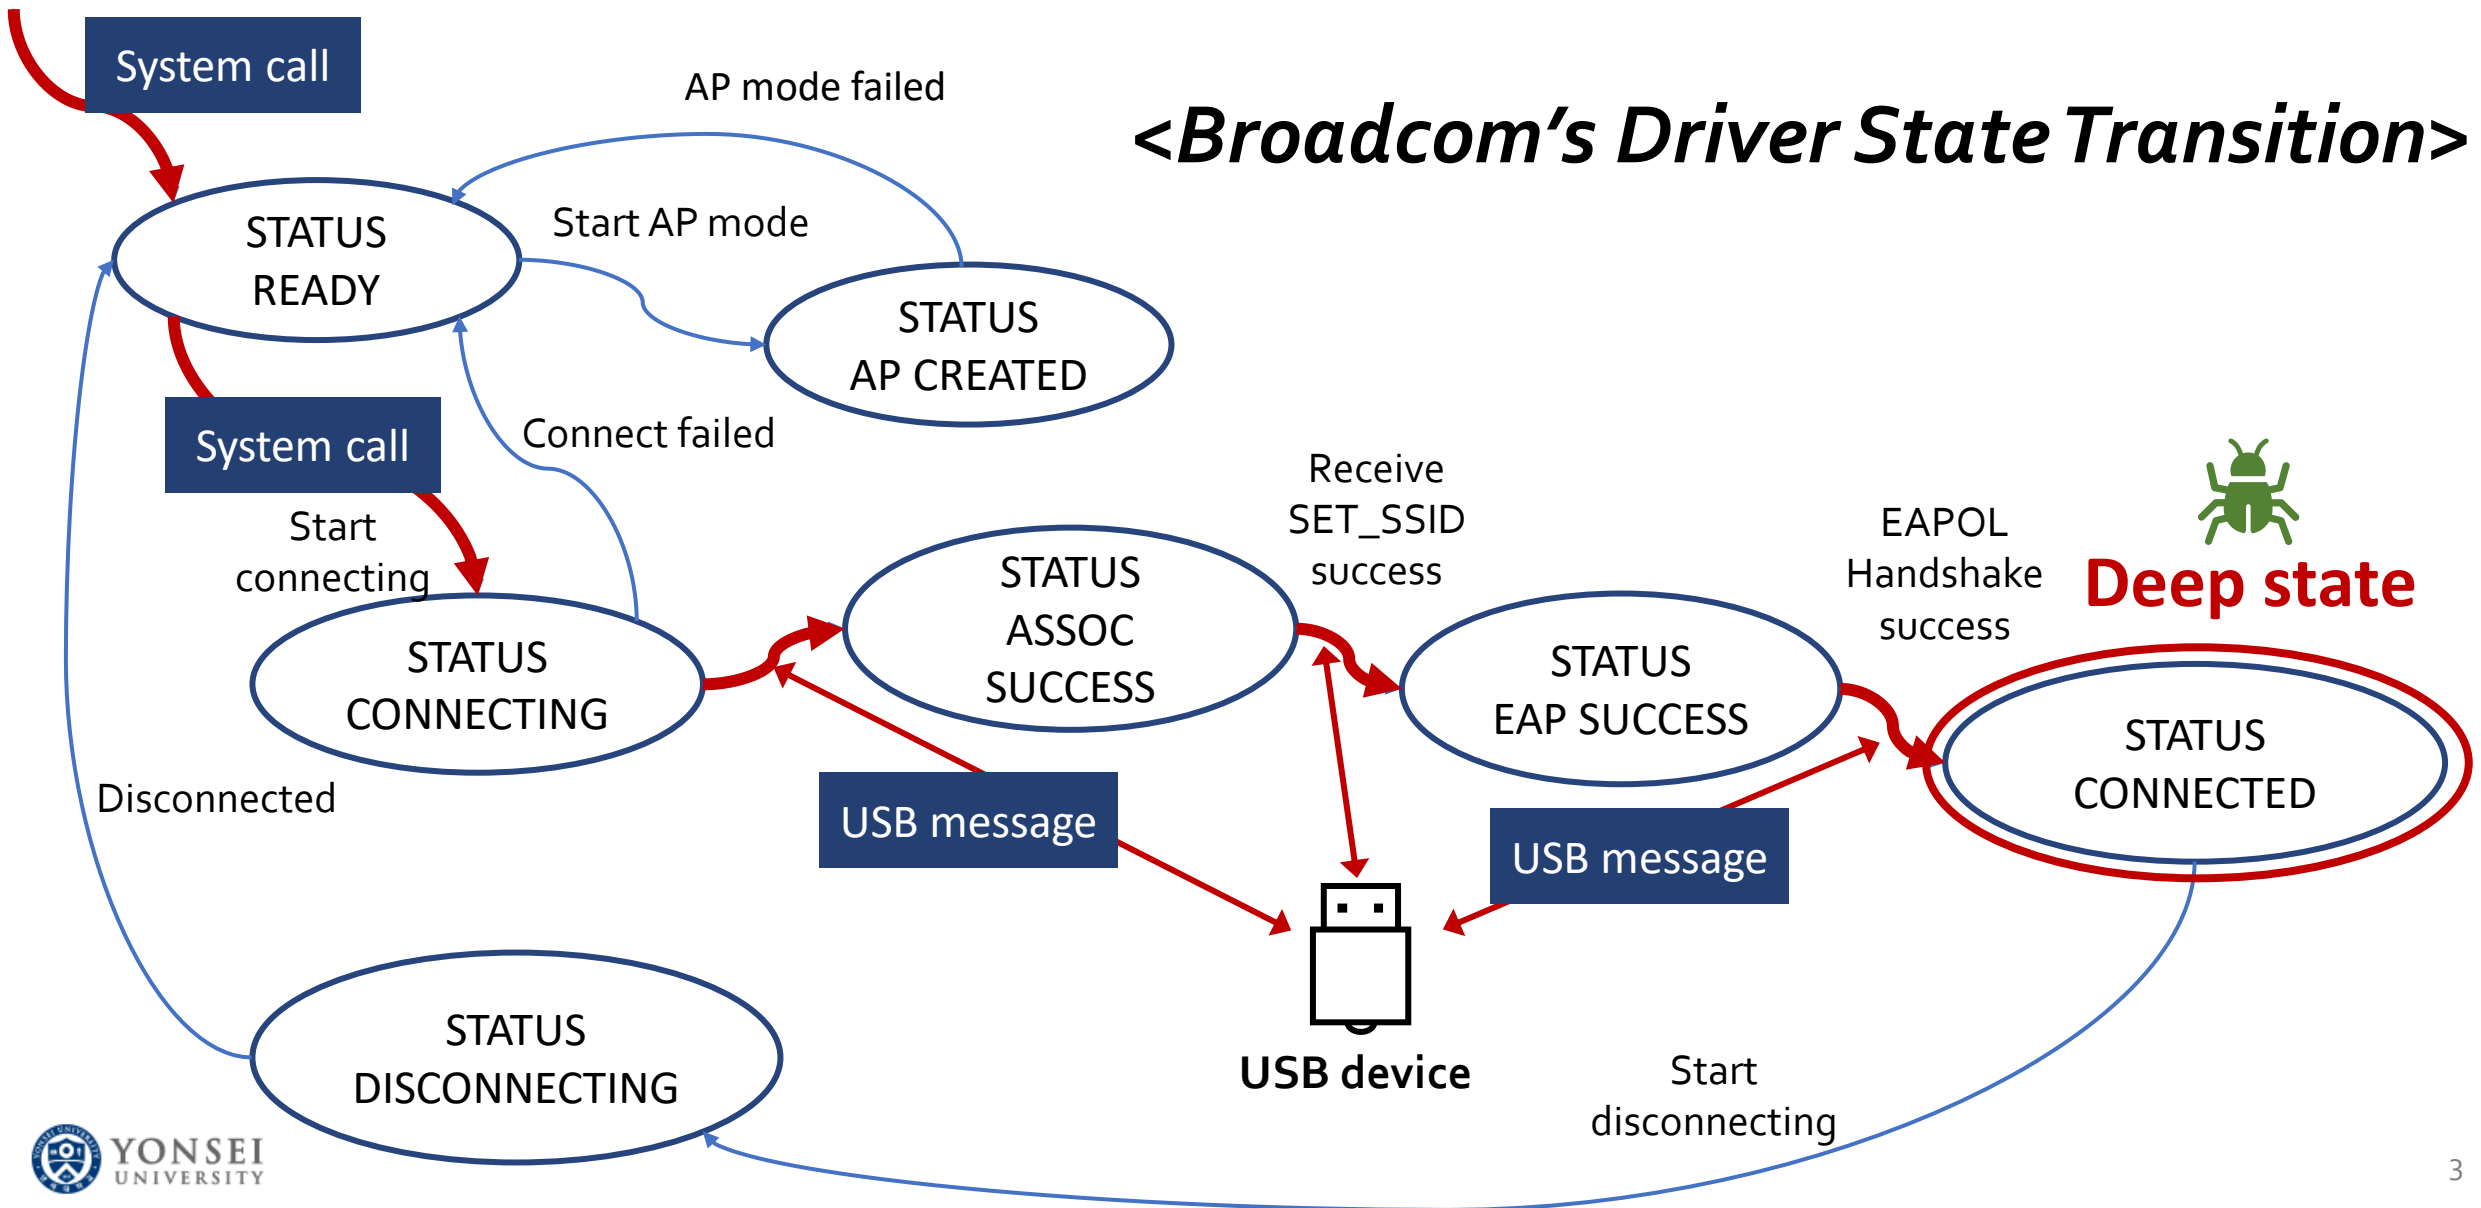 System call
AP mode failed
<Broadcom's Driver State Transition>
STATUS
READY
Start AP mode
STATUS
AP CREATED
System call
Connect failed
Start
connecting
Receive
SET_SSID
success
EAPOL
Handshake
success
Deep state
STATUS
CONNECTING
STATUS
ASSOC
SUCCESS
STATUS
EAP SUCCESS
STATUS
CONNECTED
Disconnected
USB message
USB message
STATUS
DISCONNECTING
USB device
Start
disconnecting
YONSEI
UNIVERSITY
3